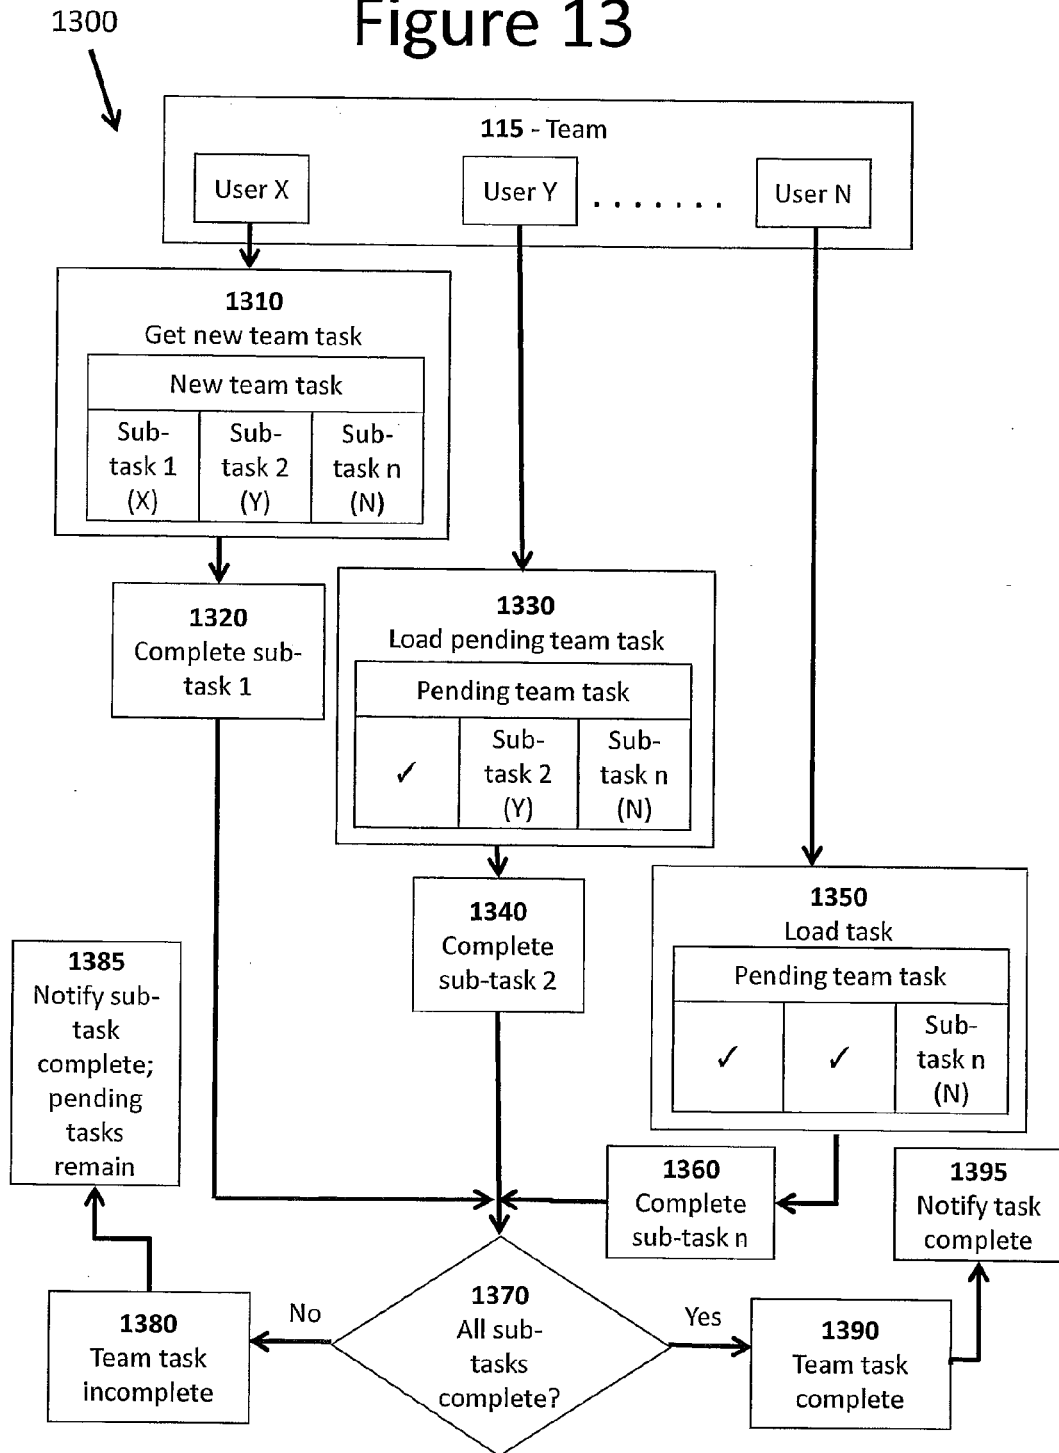 1300
Figure 13
115 - Team
User X
User Y
.......
User N
1310
Get new team task
New team task
Sub-
task 1
(X)
Sub-
task 2
(Y)
Sub-
task n
(N)
1320
Complete sub-
task 1
1330
Load pending team task
Pending team task
✓
Sub-
task 2
(Y)
Sub-
task n
(N)
1340
Complete
sub-task 2
1350
Load task
Pending team task
✓
✓
Sub-
task n
(N)
1385
Notify sub-
task
complete;
pending
tasks
remain
1360
Complete
sub-task n
1395
Notify task
complete
1370
All sub-
tasks
complete?
No
Yes
1380
Team task
incomplete
1390
Team task
complete